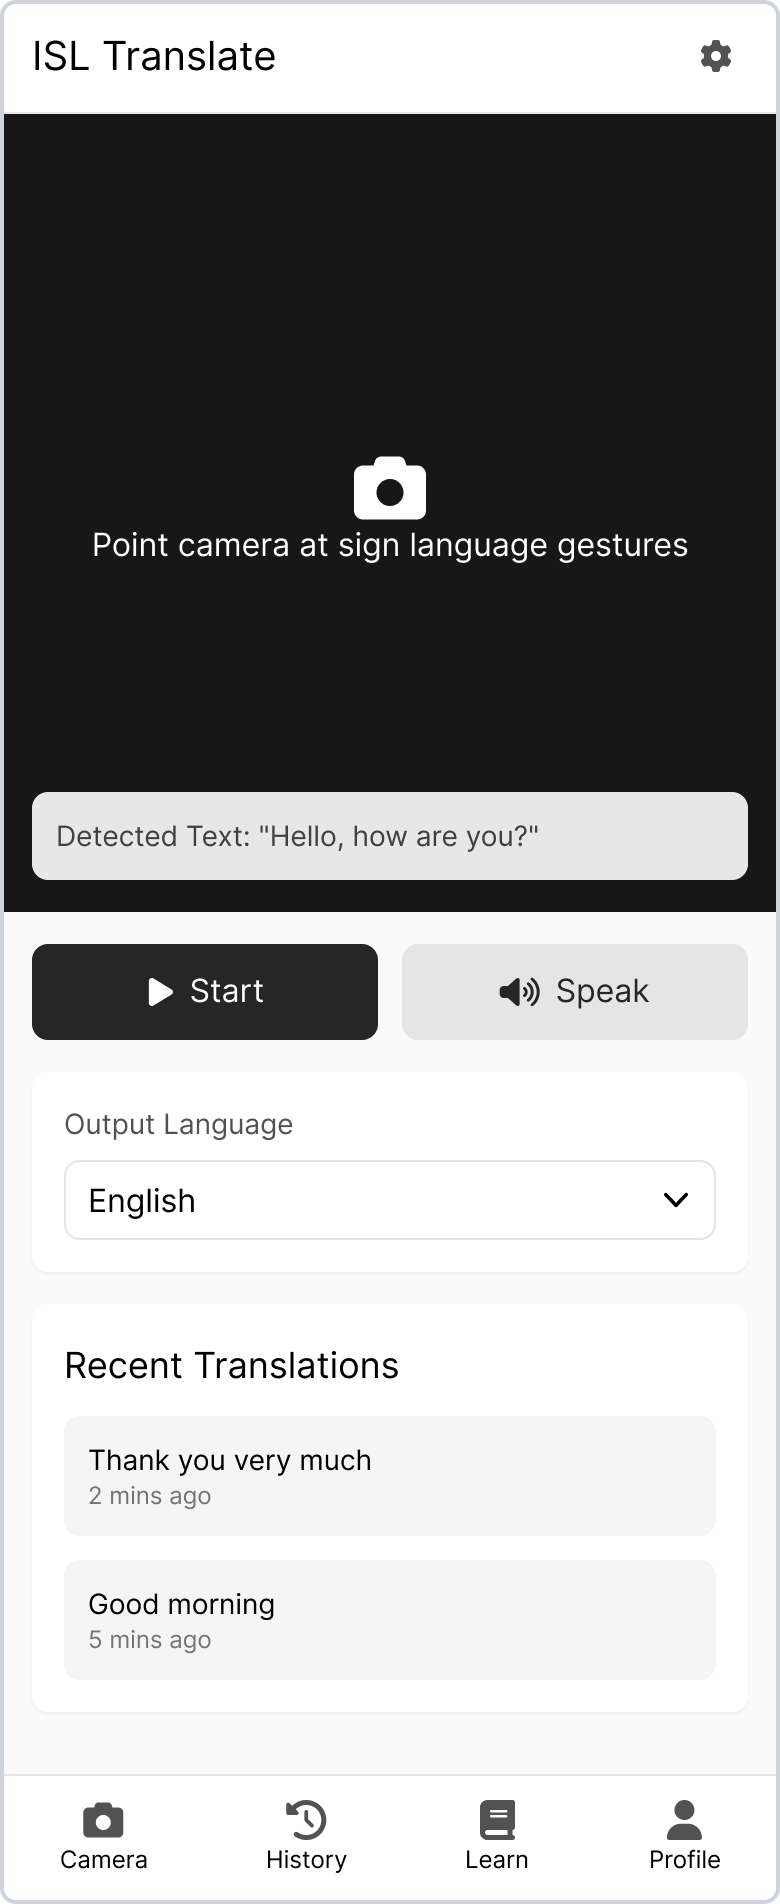 ISL Translate
Point camera at sign language gestures
Detected Text: "Hello, how are you?"
Start
Speak
Output Language
English
Recent Translations
Thank you very much
2 mins ago
Good morning
5 mins ago
Camera
History
Learn
Profile